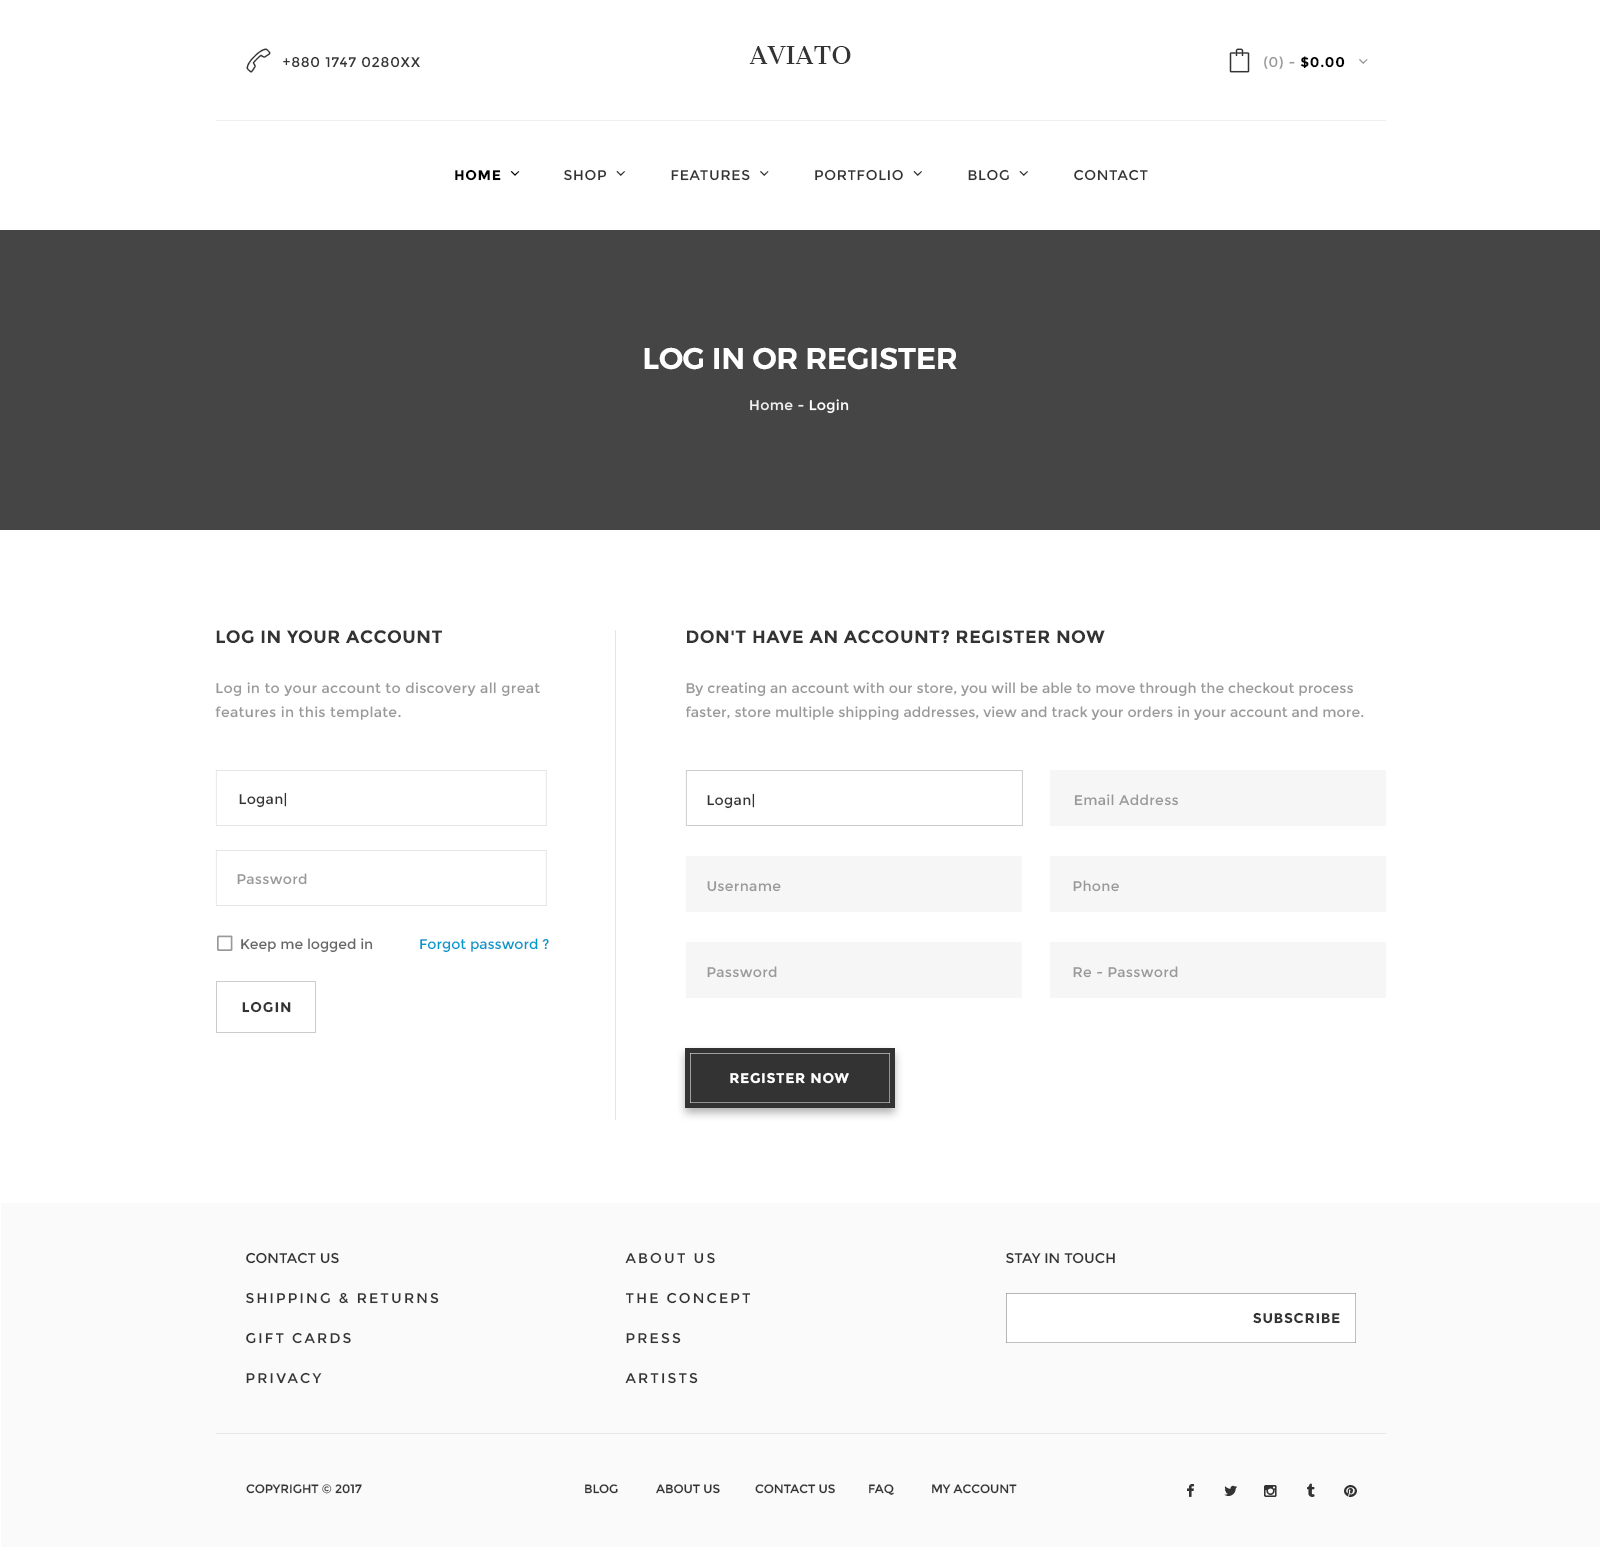 +880 1747 0280XX
AVIATO
(0) - $0.00
HOME SHOP FEATURES PORTFOLIO BLOG CONTACT
LOG IN OR REGISTER
Home - Login
LOG IN YOUR ACCOUNT
Log in to your account to discovery all great
features in this template.
Logan|
Password
Keep me logged in
Forgot password ?
LOGIN
DON'T HAVE AN ACCOUNT? REGISTER NOW
By creating an account with our store, you will be able to move through the checkout process
faster, store multiple shipping addresses, view and track your orders in your account and more.
Logan|
Email Address
Username
Phone
Password
Re - Password
REGISTER NOW
CONTACT US
SHIPPING & RETURNS
GIFT CARDS
PRIVACY
ABOUT US
THE CONCEPT
PRESS
ARTISTS
STAY IN TOUCH
SUBSCRIBE
COPYRIGHT © 2017
BLOG ABOUT US CONTACT US FAQ MY ACCOUNT